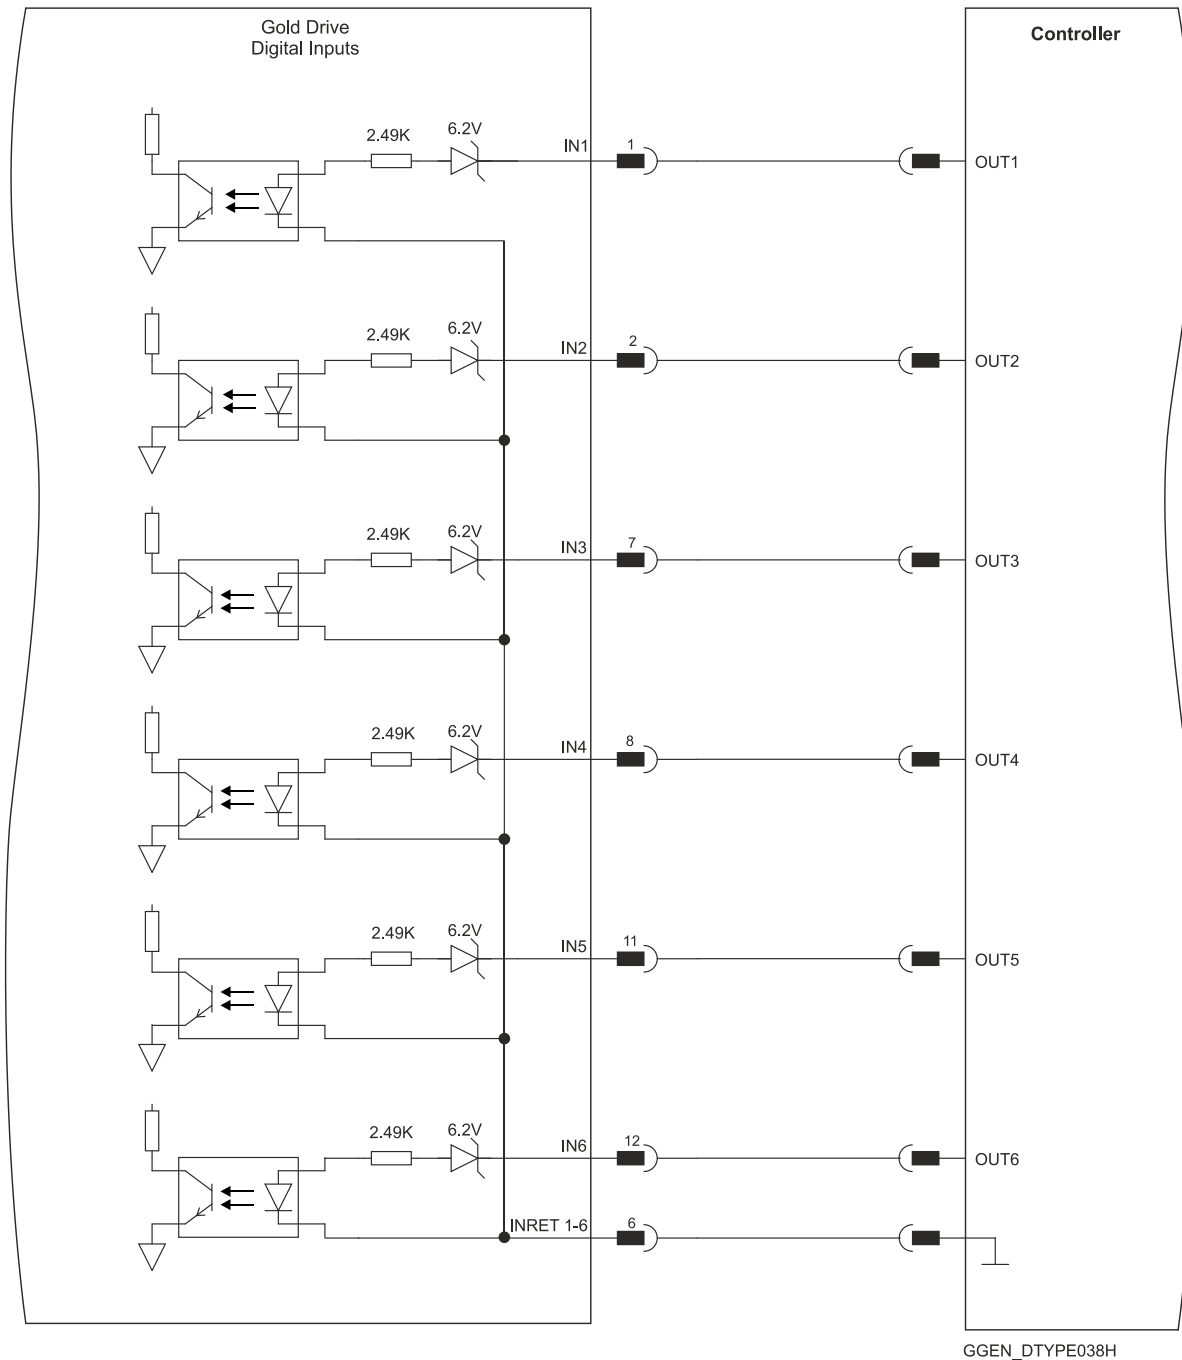 Gold Drive
Digital Inputs
Controller
2.49K
6.2V
IN1
1
OUT1
2.49K
6.2V
IN2
2
OUT2
2.49K
6.2V
IN3
7
OUT3
2.49K
6.2V
IN4
8
OUT4
2.49K
6.2V
IN5
11
OUT5
2.49K
6.2V
IN6
12
OUT6
INRET 1-6
6
GGEN_DTYPE038H